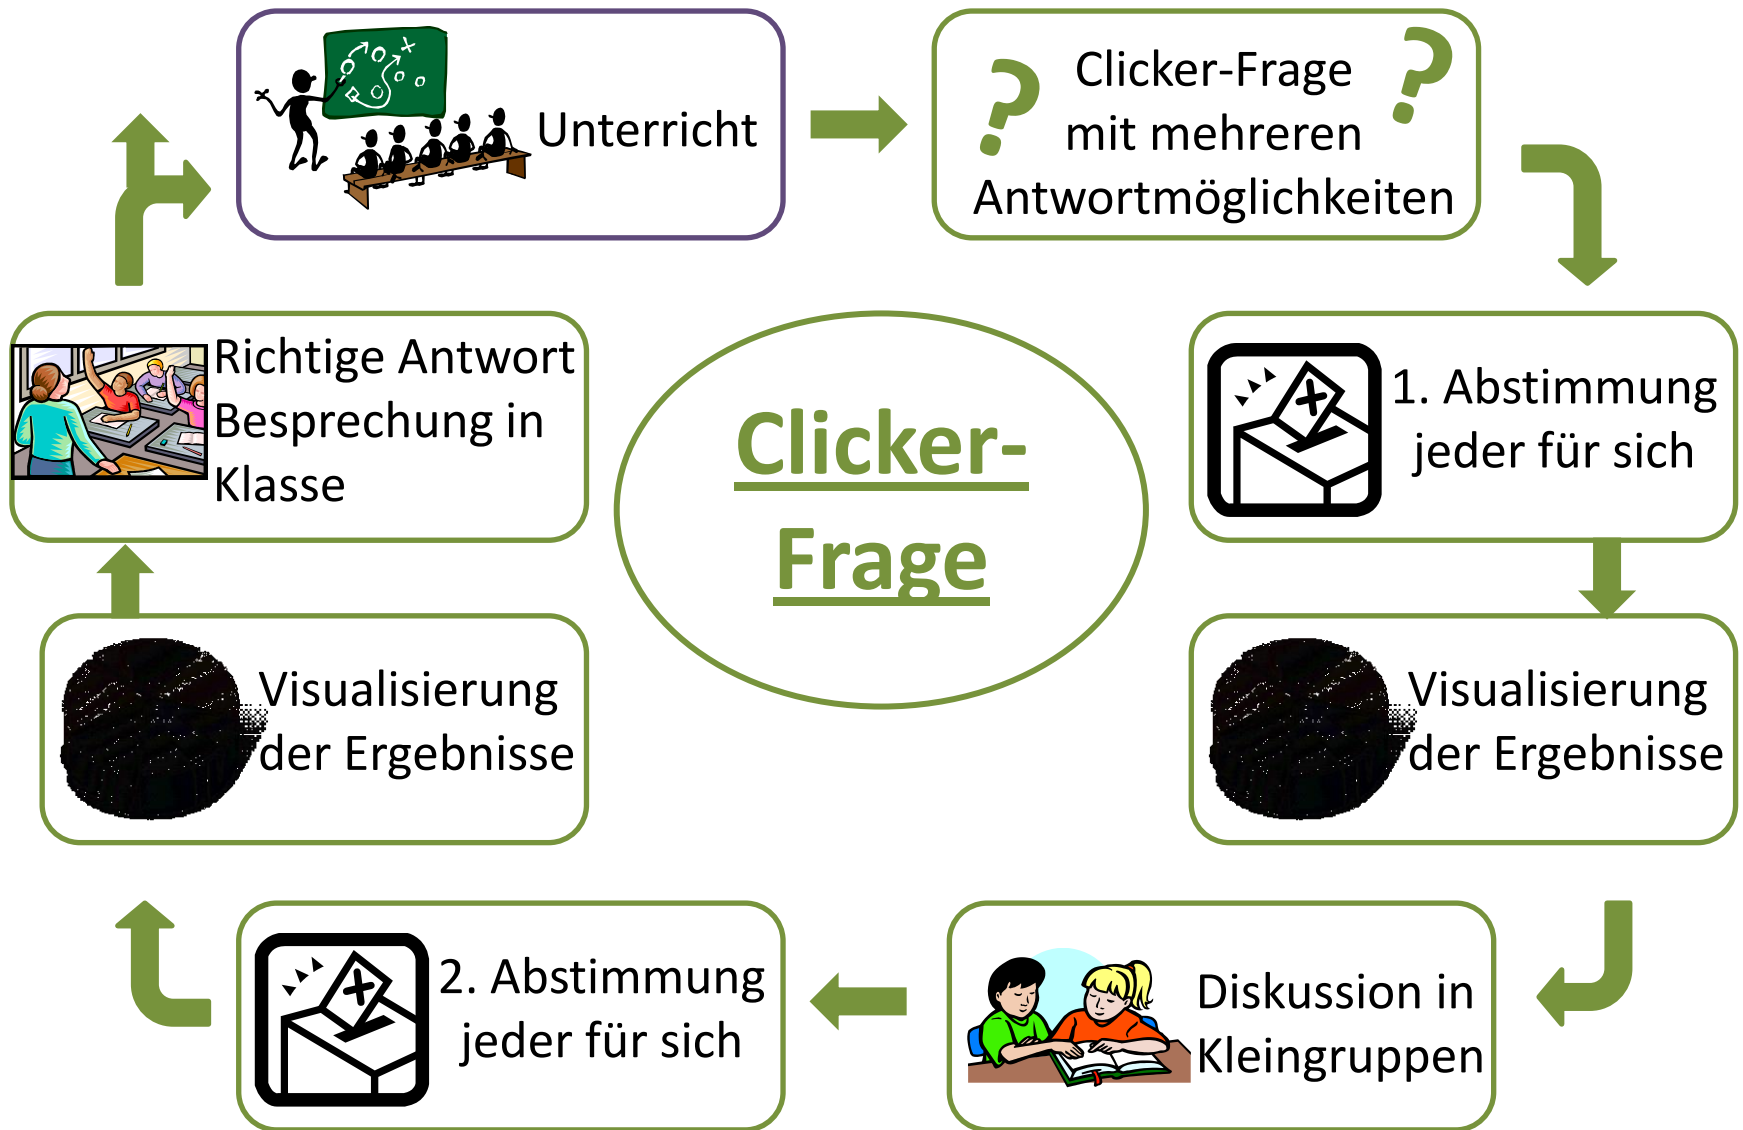 Unterricht
Clicker-Frage
mit mehreren
Antwortmöglichkeiten
1. Abstimmung
jeder für sich
Visualisierung
der Ergebnisse
Diskussion in
Kleingruppen
2. Abstimmung
jeder für sich
Visualisierung
der Ergebnisse
Richtige Antwort
Besprechung in
Klasse
Clicker-
Frage